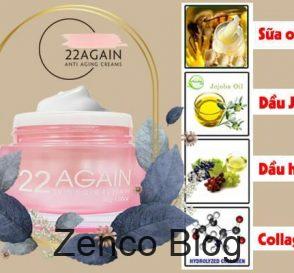 22AGAIN
ANTI AGING CREAMS
22 AGAIN
Zenco Blog
Sữa o
Jojoba Oil
Dầu J
Dầu h
Collag
HYDROLYZED COLLAGEN